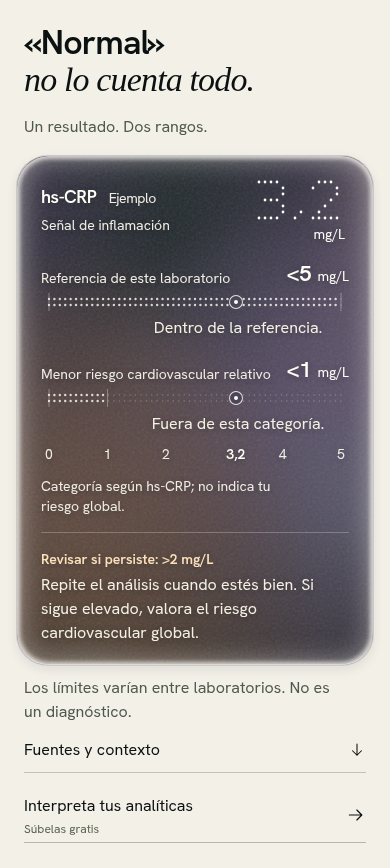 «Normal»
no lo cuenta todo.
Un resultado. Dos rangos.
hs-CRP Ejemplo
3,2
Señal de inflamación
mg/L
Referencia de este laboratorio <5 mg/L
Dentro de la referencia.
Menor riesgo cardiovascular relativo <1 mg/L
Fuera de esta categoría.
0 1 2 3,2 4 5
Categoría según hs-CRP; no indica tu
riesgo global.
Revisar si persiste: >2 mg/L
Repite el análisis cuando estés bien. Si
sigue elevado, valora el riesgo
cardiovascular global.
Los límites varían entre laboratorios. No es
un diagnóstico.
Fuentes y contexto ↓
Interpreta tus analíticas →
Súbelas gratis